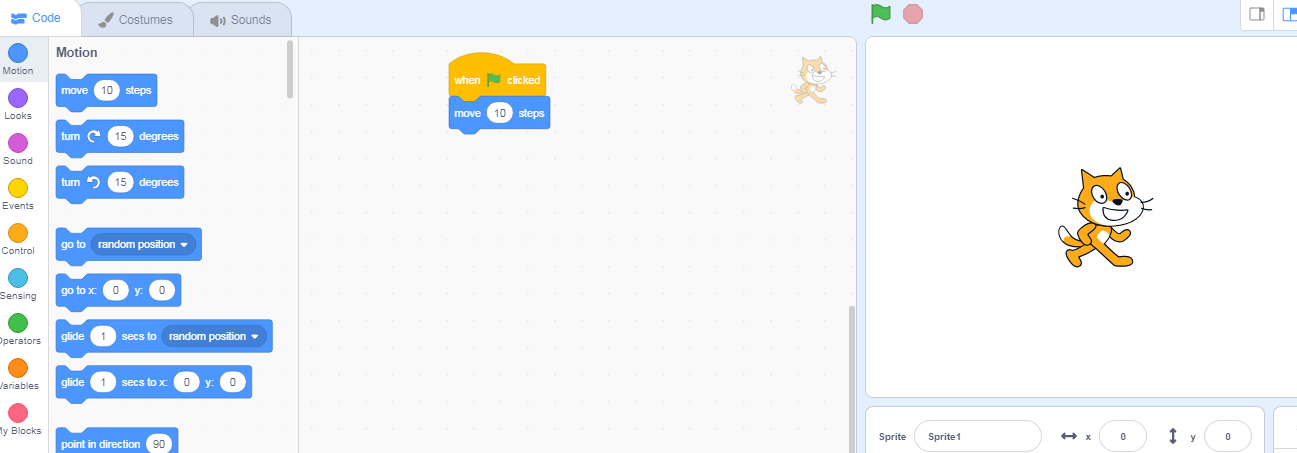 Code
Costumes
Sounds
Motion
Looks
Sound
Events
Control
Sensing
Operators
Variables
My Blocks
Motion
move 10 steps
turn 15 degrees
turn 15 degrees
go to random position
go to x: 0 y: 0
glide 1 secs to random position
glide 1 secs to x: 0 y: 0
point in direction 90
when clicked
move 10 steps
Sprite Sprite1 x 0 y 0